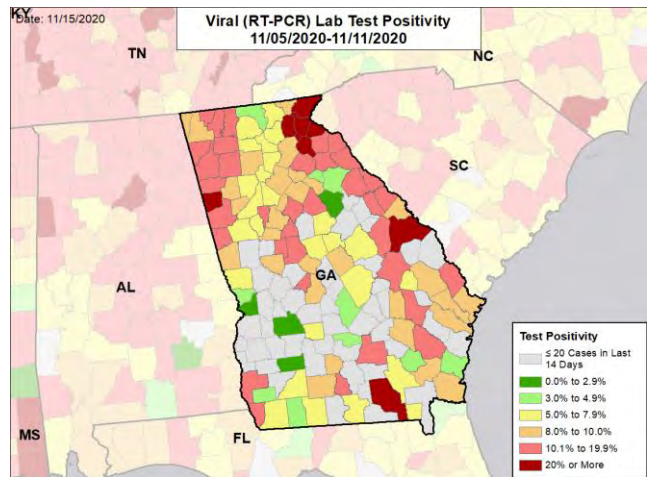 KY
Date: 11/15/2020
Viral (RT-PCR) Lab Test Positivity
11/05/2020-11/11/2020
TN
NC
SC
AL
GA
MS
FL
Test Positivity
≤ 20 Cases in Last
14 Days
0.0% to 2.9%
3.0% to 4.9%
5.0% to 7.9%
8.0% to 10.0%
10.1% to 19.9%
20% or More